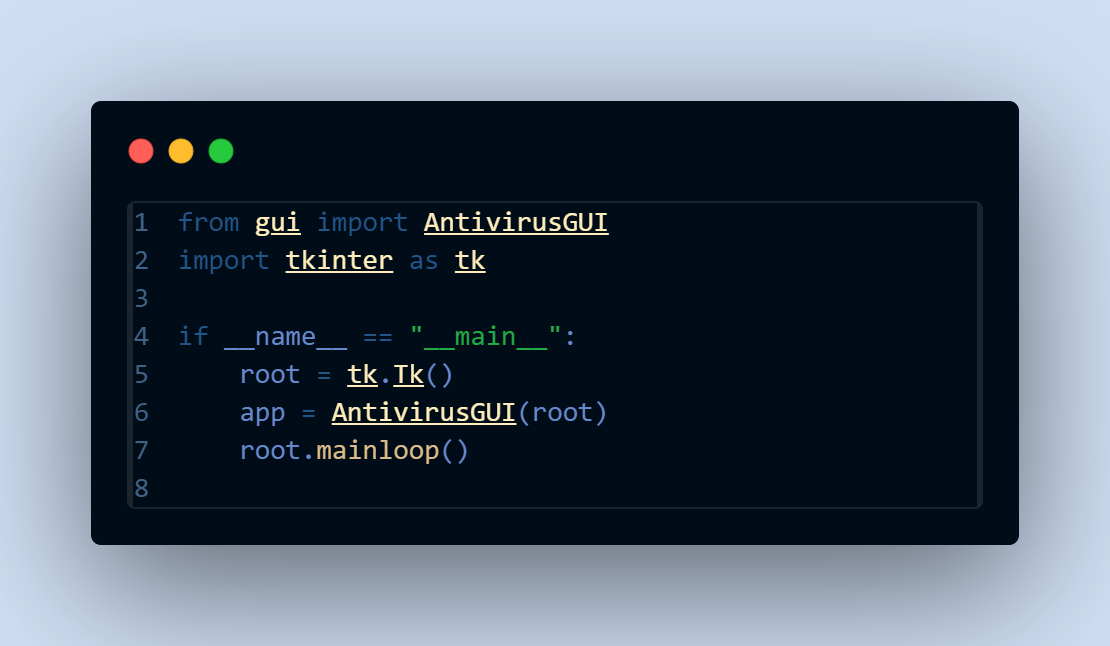 1 from gui import AntivirusGUI
2 import tkinter as tk
3
4 if __name__ == "__main__":
5     root = tk.Tk()
6     app = AntivirusGUI(root)
7     root.mainloop()
8